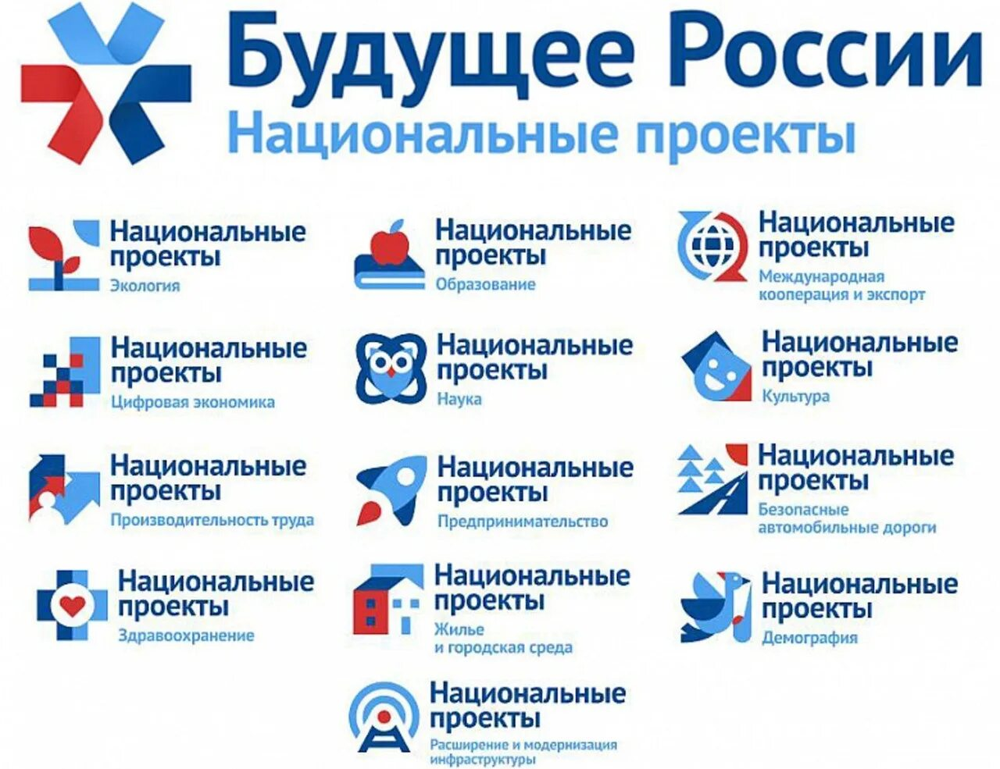 Будущее России
Национальные проекты
Национальные
проекты
Экология
Национальные
проекты
Образование
Национальные
проекты
Международная
кооперация и экспорт
Национальные
проекты
Цифровая экономика
Национальные
проекты
Наука
Национальные
проекты
Культура
Национальные
проекты
Производительность труда
Национальные
проекты
Предпринимательство
Национальные
проекты
Безопасные
автомобильные дороги
Национальные
проекты
Здравоохранение
Национальные
проекты
Жилье
и городская среда
Национальные
проекты
Демография
Национальные
проекты
Расширение и модернизация
инфраструктуры